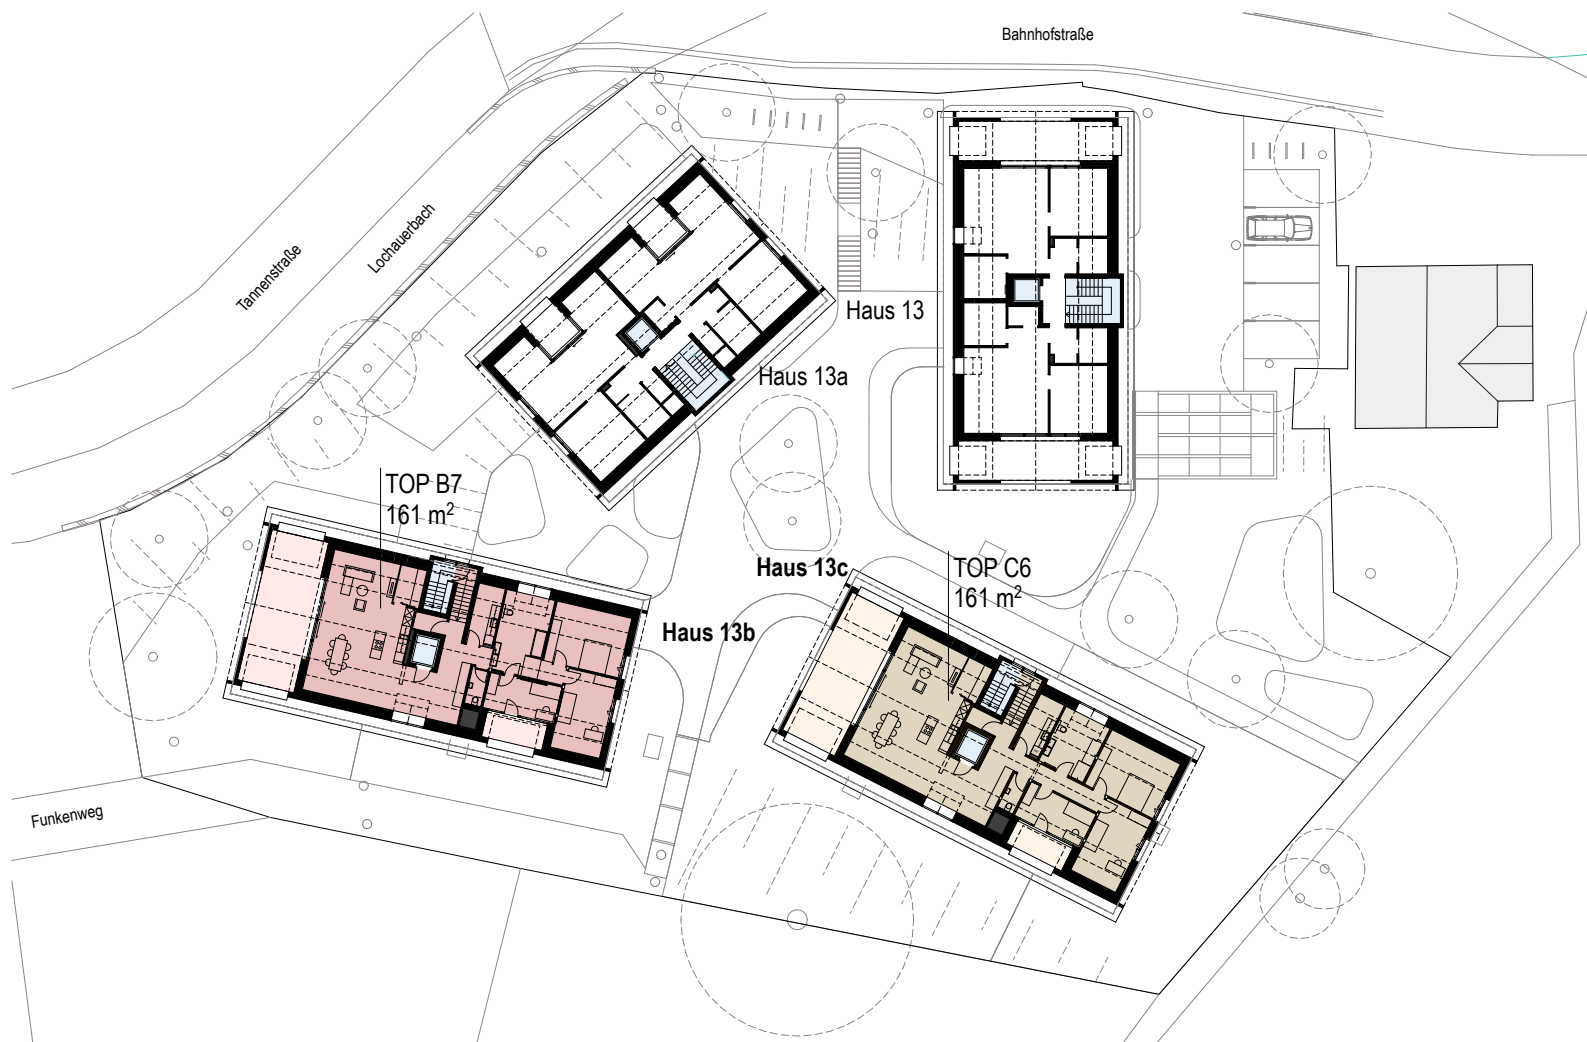 Bahnhofstraße
Lochauerbach
Tannenstraße
Haus 13
Haus 13a
TOP B7
161 m²
Haus 13c
TOP C6
161 m²
Haus 13b
Funkenweg